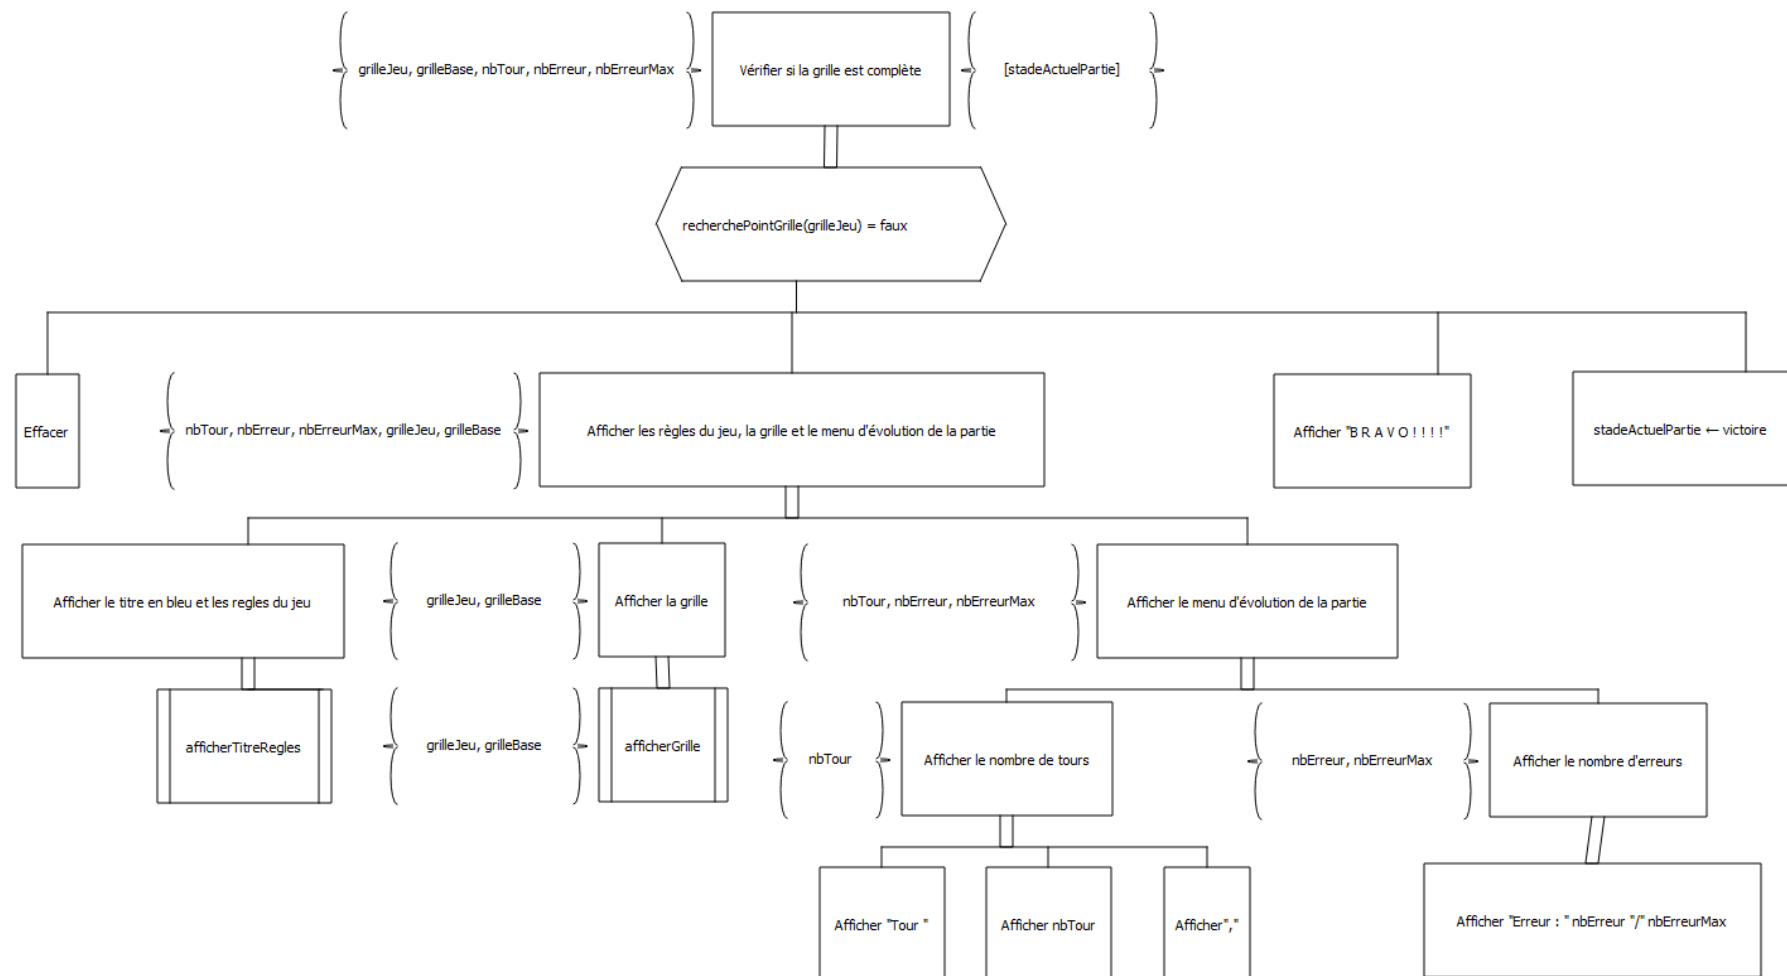 grilleJeu, grilleBase, nbTour, nbErreur, nbErreurMax
Vérifier si la grille est complète
[stadeActuelPartie]
recherchePointGrille(grilleJeu) = faux
Effacer
nbTour, nbErreur, nbErreurMax, grilleJeu, grilleBase
Afficher les règles du jeu, la grille et le menu d'évolution de la partie
Afficher "B R A V O ! ! ! !"
stadeActuelPartie ← victoire
Afficher le titre en bleu et les regles du jeu
grilleJeu, grilleBase
Afficher la grille
nbTour, nbErreur, nbErreurMax
Afficher le menu d'évolution de la partie
afficherTitreRegles
grilleJeu, grilleBase
afficherGrille
nbTour
Afficher le nombre de tours
nbErreur, nbErreurMax
Afficher le nombre d'erreurs
Afficher "Tour "
Afficher nbTour
Afficher","
Afficher "Erreur : " nbErreur "/" nbErreurMax